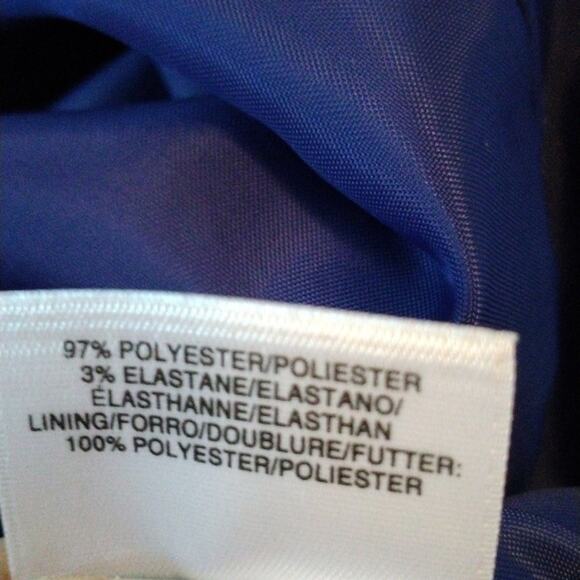 97% POLYESTER/POLIESTER
3% ELASTANE/ELASTANO/
ÉLASTHANNE/ELASTHAN
LINING/FORRO/DOUBLURE/FUTTER:
100% POLYESTER/POLIESTER